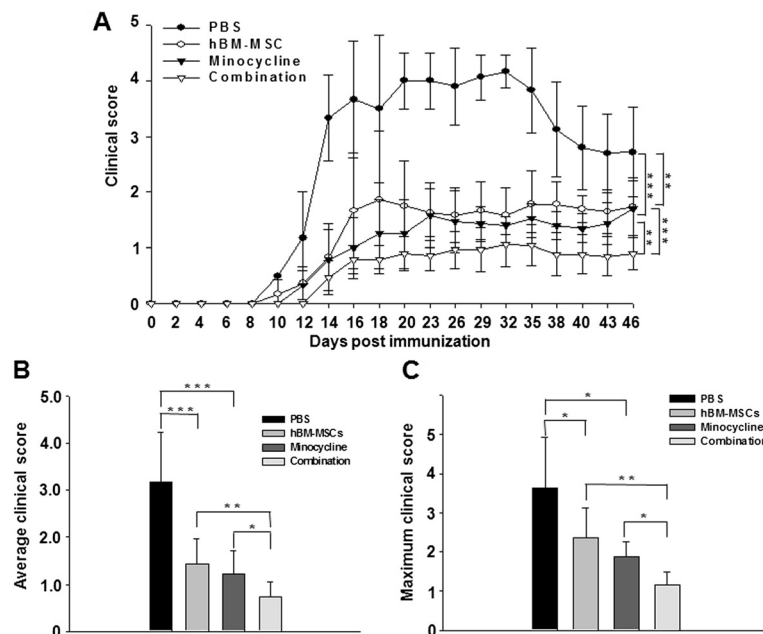 A
PBS
hBM-MSC
Minocycline
Combination
Clinical score
5
4
3
2
1
0
0 2 4 6 8 10 12 14 16 18 20 23 26 29 32 35 38 40 43 46
Days post immunization
***
**
**
***
B
Average clinical score
5.0
4.0
3.0
2.0
1.0
0
***
***
**
*
PBS
hBM-MSCs
Minocycline
Combination
C
Maximum clinical score
5
4
3
2
1
0
*
*
**
*
PBS
hBM-MSCs
Minocycline
Combination